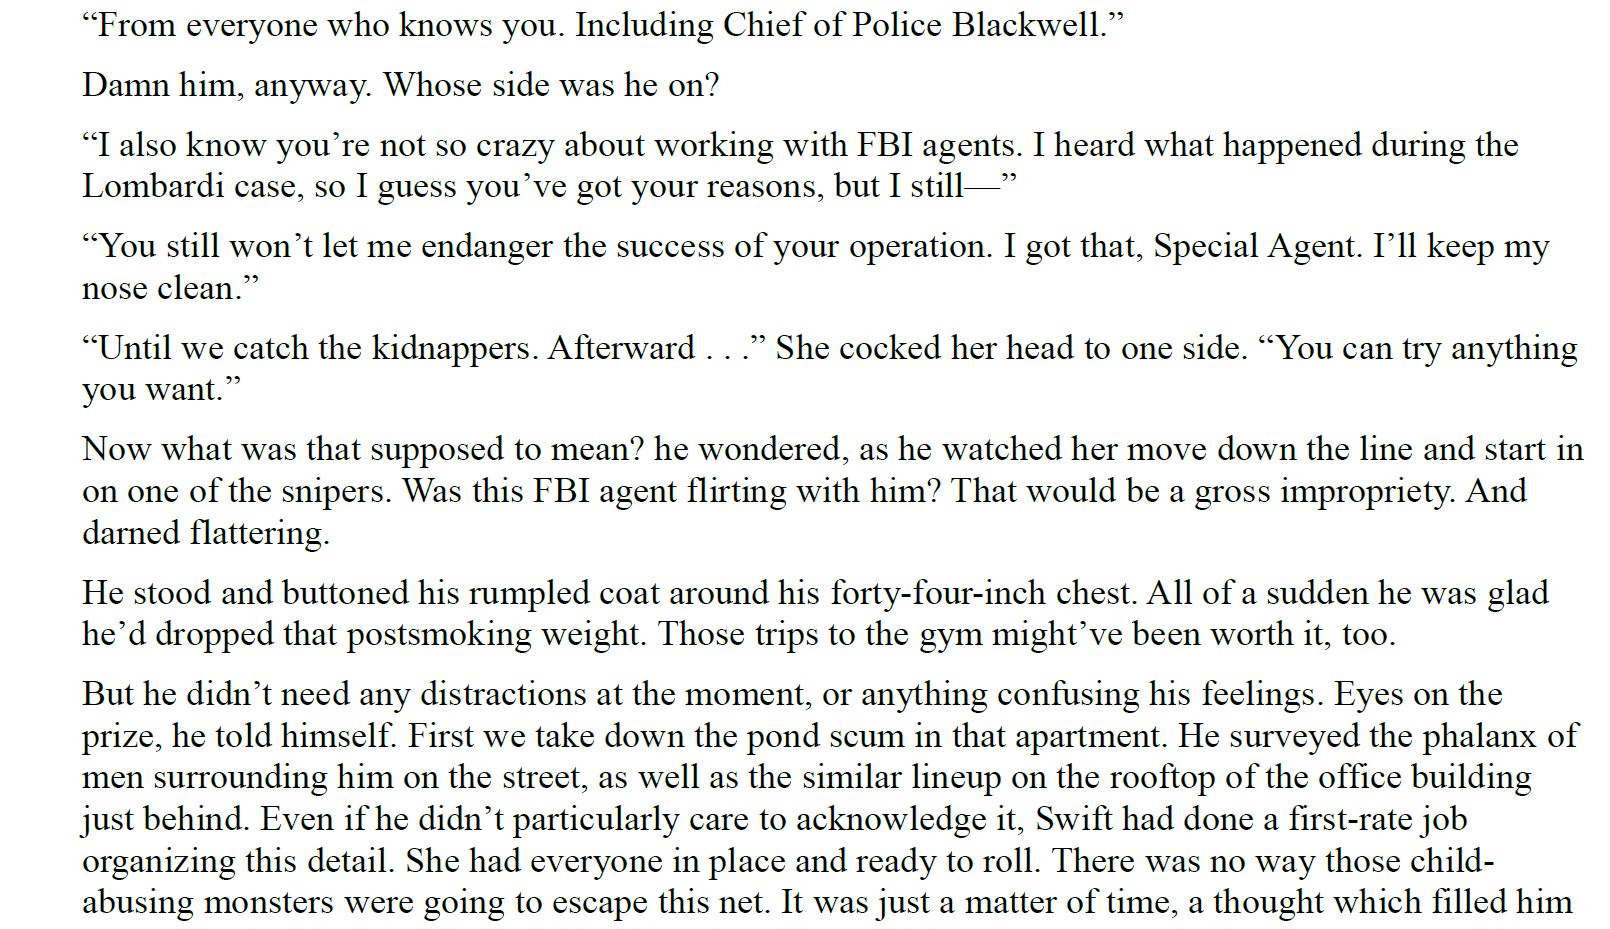 “From everyone who knows you. Including Chief of Police Blackwell.”
Damn him, anyway. Whose side was he on?
“I also know you’re not so crazy about working with FBI agents. I heard what happened during the
Lombardi case, so I guess you’ve got your reasons, but I still—”
“You still won’t let me endanger the success of your operation. I got that, Special Agent. I’ll keep my
nose clean.”
“Until we catch the kidnappers. Afterward . . .” She cocked her head to one side. “You can try anything
you want.”
Now what was that supposed to mean? he wondered, as he watched her move down the line and start in
on one of the snipers. Was this FBI agent flirting with him? That would be a gross impropriety. And
darned flattering.
He stood and buttoned his rumpled coat around his forty-four-inch chest. All of a sudden he was glad
he’d dropped that postsmoking weight. Those trips to the gym might’ve been worth it, too.
But he didn’t need any distractions at the moment, or anything confusing his feelings. Eyes on the
prize, he told himself. First we take down the pond scum in that apartment. He surveyed the phalanx of
men surrounding him on the street, as well as the similar lineup on the rooftop of the office building
just behind. Even if he didn’t particularly care to acknowledge it, Swift had done a first-rate job
organizing this detail. She had everyone in place and ready to roll. There was no way those child-
abusing monsters were going to escape this net. It was just a matter of time, a thought which filled him